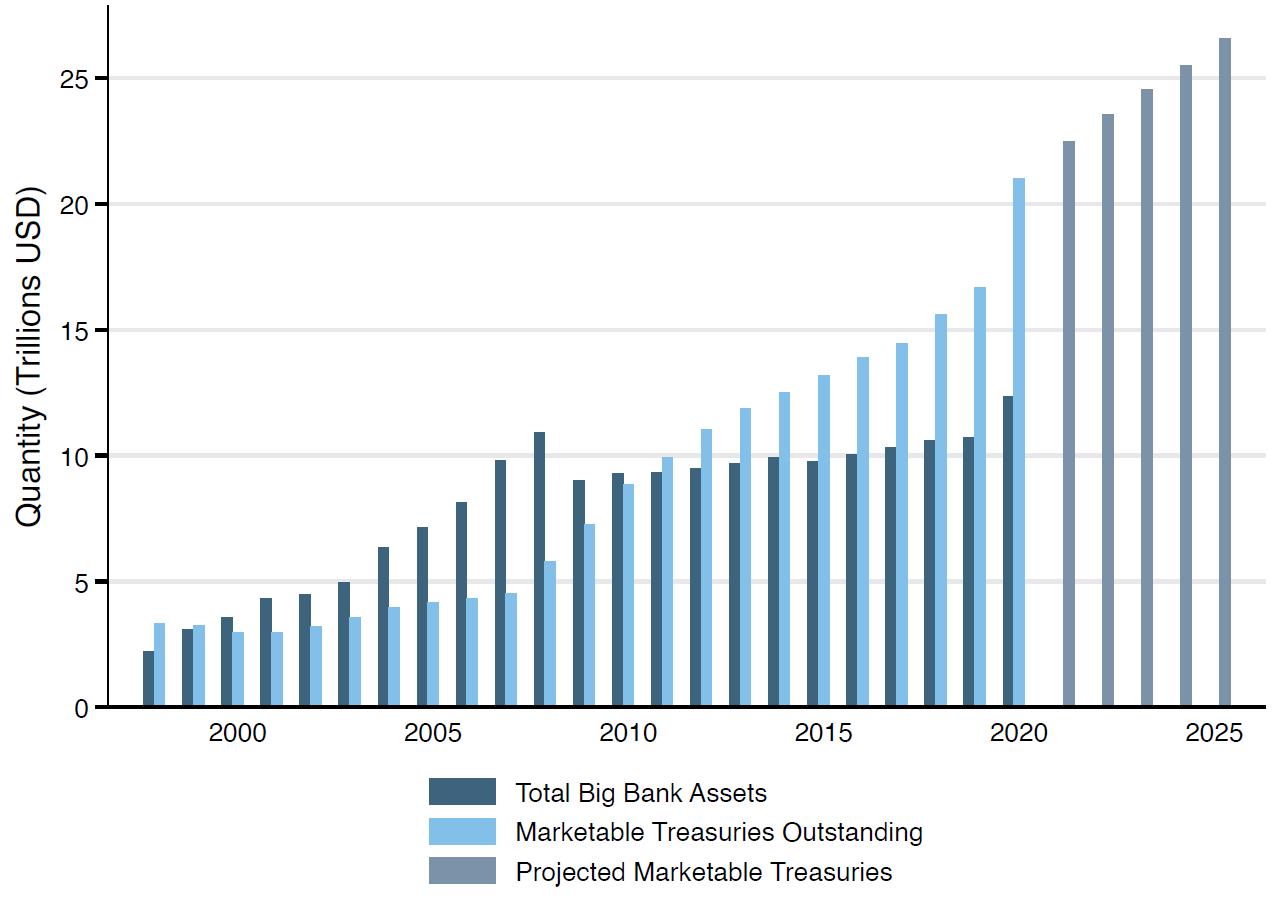 Quantity (Trillions USD)
25
20
15
10
5
0
2000 2005 2010 2015 2020 2025
Total Big Bank Assets
Marketable Treasuries Outstanding
Projected Marketable Treasuries